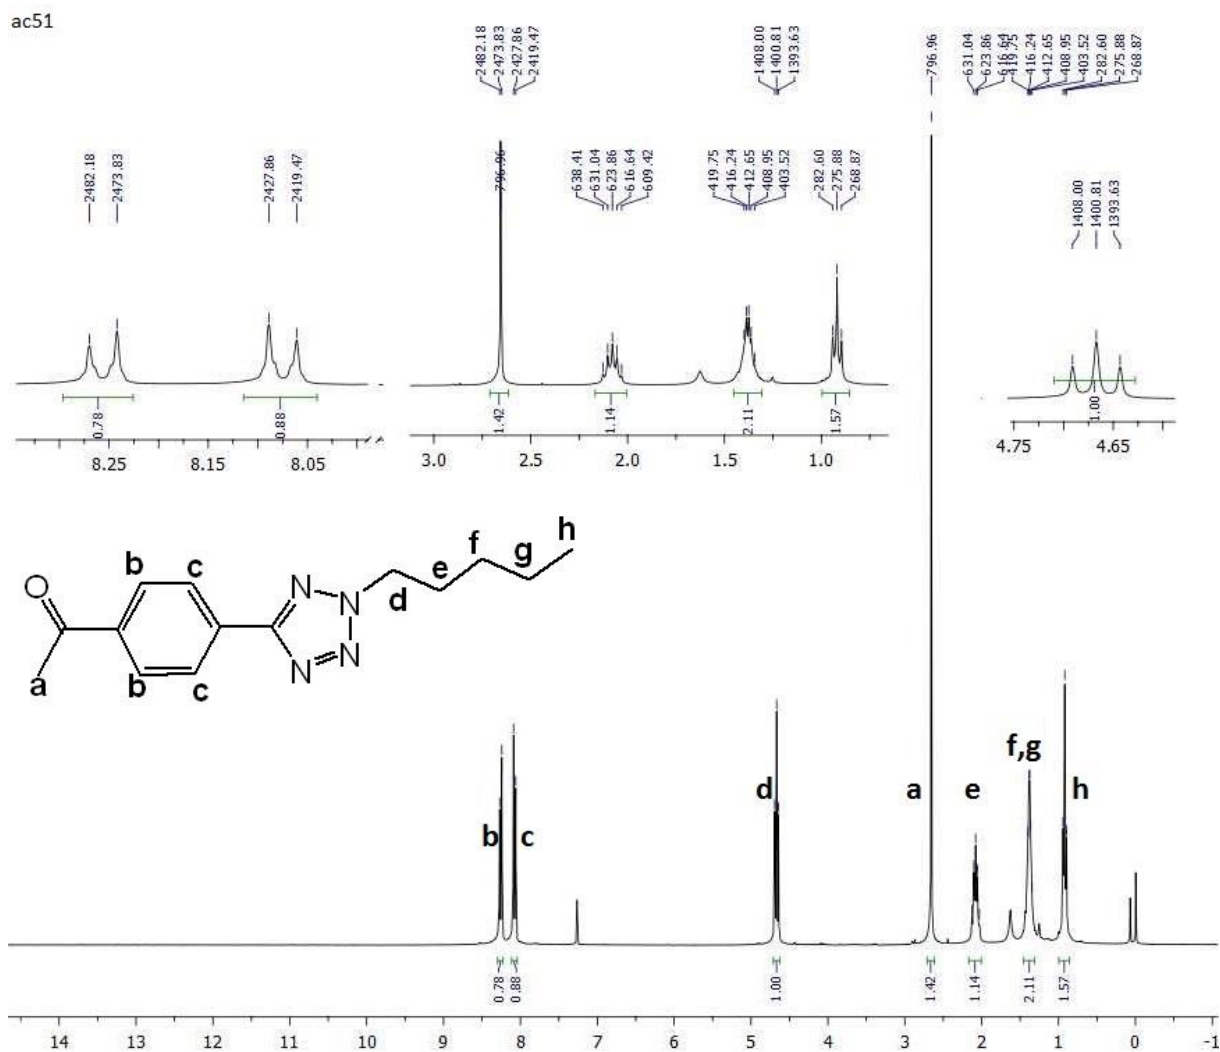 ac51
2482.18
2473.83
2427.86
2419.47
1408.00
1400.81
1393.63
796.96
631.04
623.86
616.64
419.75
416.24
412.65
408.95
403.52
282.60
275.88
268.87
2482.18
2473.83
2427.86
2419.47
796.96
638.41
631.04
623.86
616.64
609.42
419.75
416.24
412.65
408.95
403.52
282.60
275.88
268.87
1408.00
1400.81
1393.63
0.78
0.88
1.42
1.14
2.11
1.57
1.00
8.25 8.15 8.05
3.0 2.5 2.0 1.5 1.0
4.75 4.65
O
a
b
b
c
c
N
N
N
N
d
e
f
g
h
b c d a e f,g h
0.78
0.88
1.00
1.42
1.14
2.11
1.57
14 13 12 11 10 9 8 7 6 5 4 3 2 1 0 -1